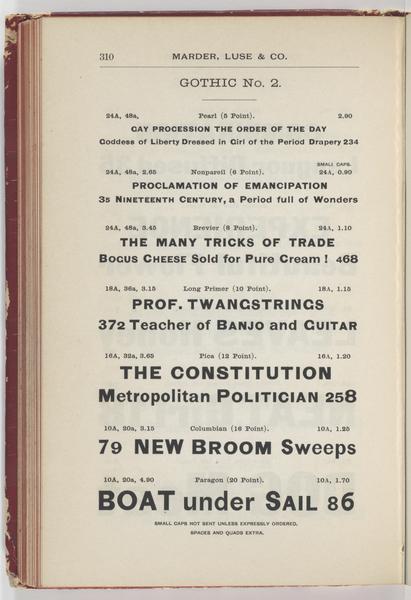 310
MARDER, LUSE & CO.
GOTHIC No. 2.
24A, 48a, Pearl (5 Point). 2.90
GAY PROCESSION THE ORDER OF THE DAY
Goddess of Liberty Dressed in Girl of the Period Drapery 234
SMALL CAPS.
24A, 48a, 2.65 Nonpareil (6 Point). 24A, 0.90
PROCLAMATION OF EMANCIPATION
35 NINETEENTH CENTURY, a Period full of Wonders
24A, 48a, 3.45 Brevier (8 Point). 24A, 1.10
THE MANY TRICKS OF TRADE
BOGUS CHEESE Sold for Pure Cream! 468
18A, 36a, 3.15 Long Primer (10 Point). 18A, 1.15
PROF. TWANGSTRINGS
372 Teacher of BANJO and GUITAR
16A, 32a, 3.65 Pica (12 Point). 16A, 1.20
THE CONSTITUTION
Metropolitan POLITICIAN 258
10A, 20a, 3.15 Columbian (16 Point). 10A, 1.25
79 NEW BROOM Sweeps
10A, 20a, 4.90 Paragon (20 Point). 10A, 1.70
BOAT under SAIL 86
SMALL CAPS NOT SENT UNLESS EXPRESSLY ORDERED.
SPACES AND QUADS EXTRA.